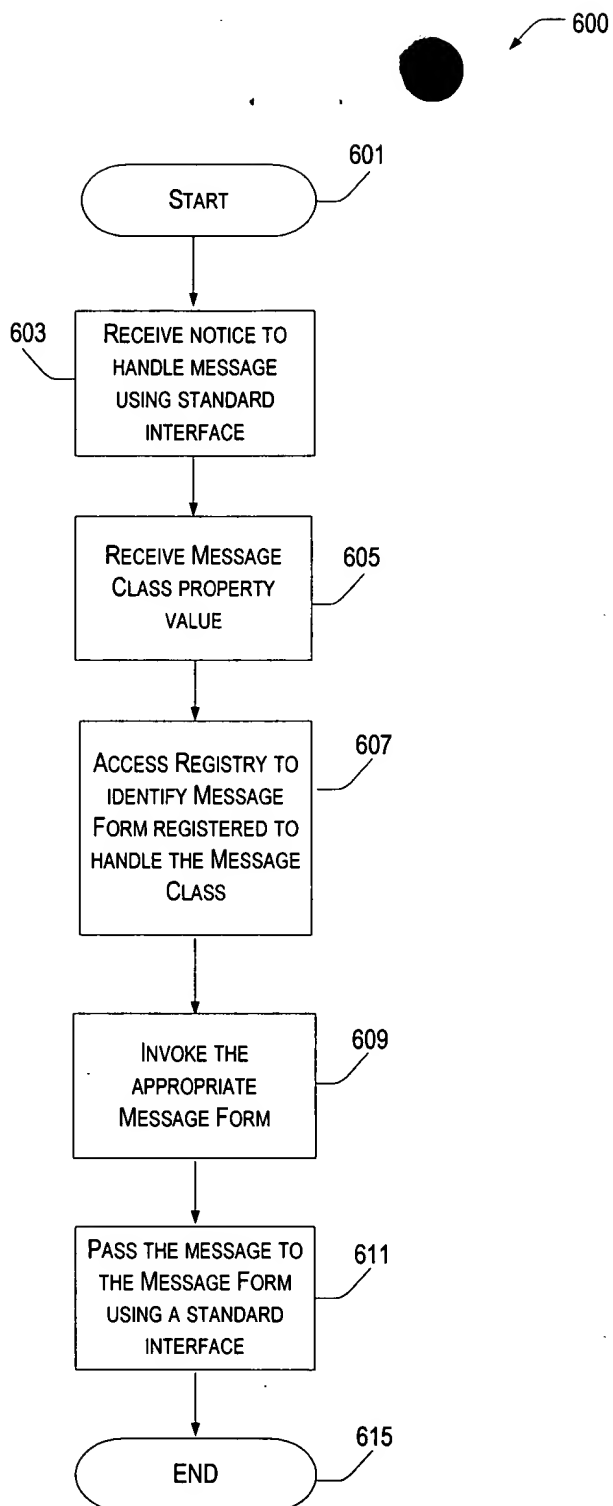 600
601
START
603
RECEIVE NOTICE TO
HANDLE MESSAGE
USING STANDARD
INTERFACE
RECEIVE MESSAGE
CLASS PROPERTY
VALUE
605
607
ACCESS REGISTRY TO
IDENTIFY MESSAGE
FORM REGISTERED TO
HANDLE THE MESSAGE
CLASS
609
INVOKE THE
APPROPRIATE
MESSAGE FORM
PASS THE MESSAGE TO
THE MESSAGE FORM
USING A STANDARD
INTERFACE
611
END
615